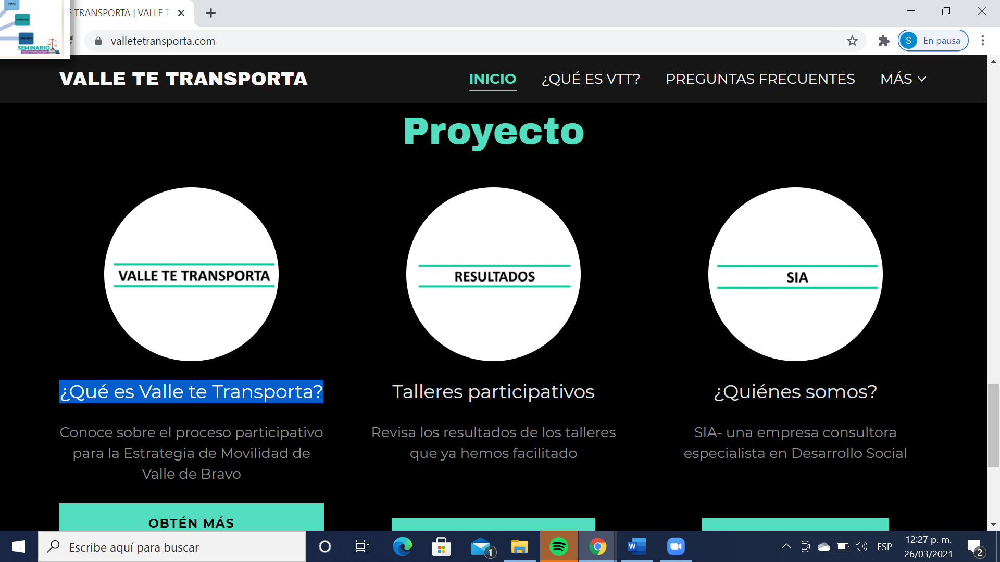 VERAZ
SEMINARIO
E TRANSPORTA | VALLE T
valletetransporta.com
S
En pausa
VALLE TE TRANSPORTA
INICIO
¿QUÉ ES VTT?
PREGUNTAS FRECUENTES
MÁS
Proyecto
VALLE TE TRANSPORTA
RESULTADOS
SIA
¿Qué es Valle te Transporta?
Conoce sobre el proceso participativo
para la Estrategia de Movilidad de
Valle de Bravo
OBTÉN MÁS
Talleres participativos
Revisa los resultados de los talleres
que ya hemos facilitado
¿Quiénes somos?
SIA- una empresa consultora
especialista en Desarrollo Social
Escribe aquí para buscar
1
W
ESP
12:27 p. m.
26/03/2021
2